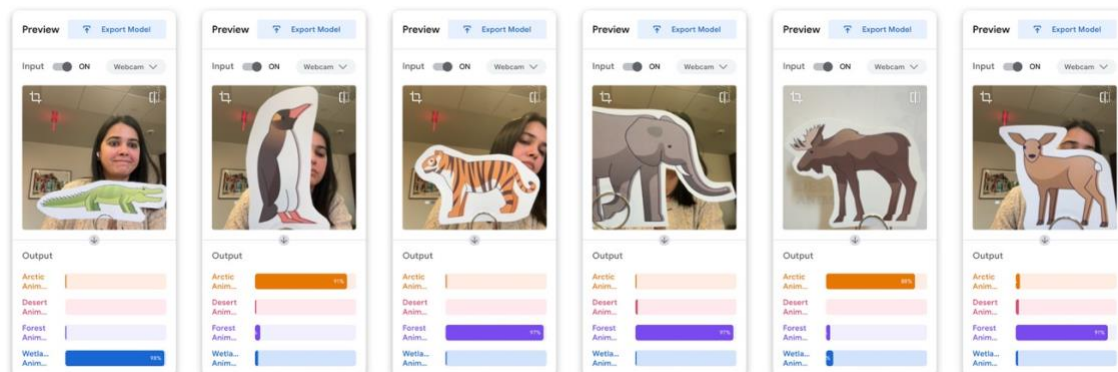 Preview Export Model
Input ON Webcam
Output
Arctic
Anim...
Desert
Anim...
Forest
Anim...
Wetla...
Anim...
Preview Export Model
Input ON Webcam
Output
Arctic
Anim...
91%
Desert
Anim...
Forest
Anim...
Wetla...
Anim...
Preview Export Model
Input ON Webcam
Output
Arctic
Anim...
Desert
Anim...
Forest
Anim...
97%
Wetla...
Anim...
Preview Export Model
Input ON Webcam
Output
Arctic
Anim...
Desert
Anim...
Forest
Anim...
97%
Wetla...
Anim...
Preview Export Model
Input ON Webcam
Output
Arctic
Anim...
Desert
Anim...
Forest
Anim...
Wetla...
Anim...
Preview Export Model
Input ON Webcam
Output
Arctic
Anim...
Desert
Anim...
Forest
Anim...
91%
Wetla...
Anim...